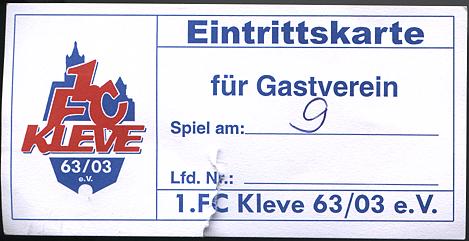 1.FC
KLEVE
63/03
e.V.
Eintrittskarte
für Gastverein
Spiel am: 9
Lfd. Nr.:
1.FC Kleve 63/03 e.V.